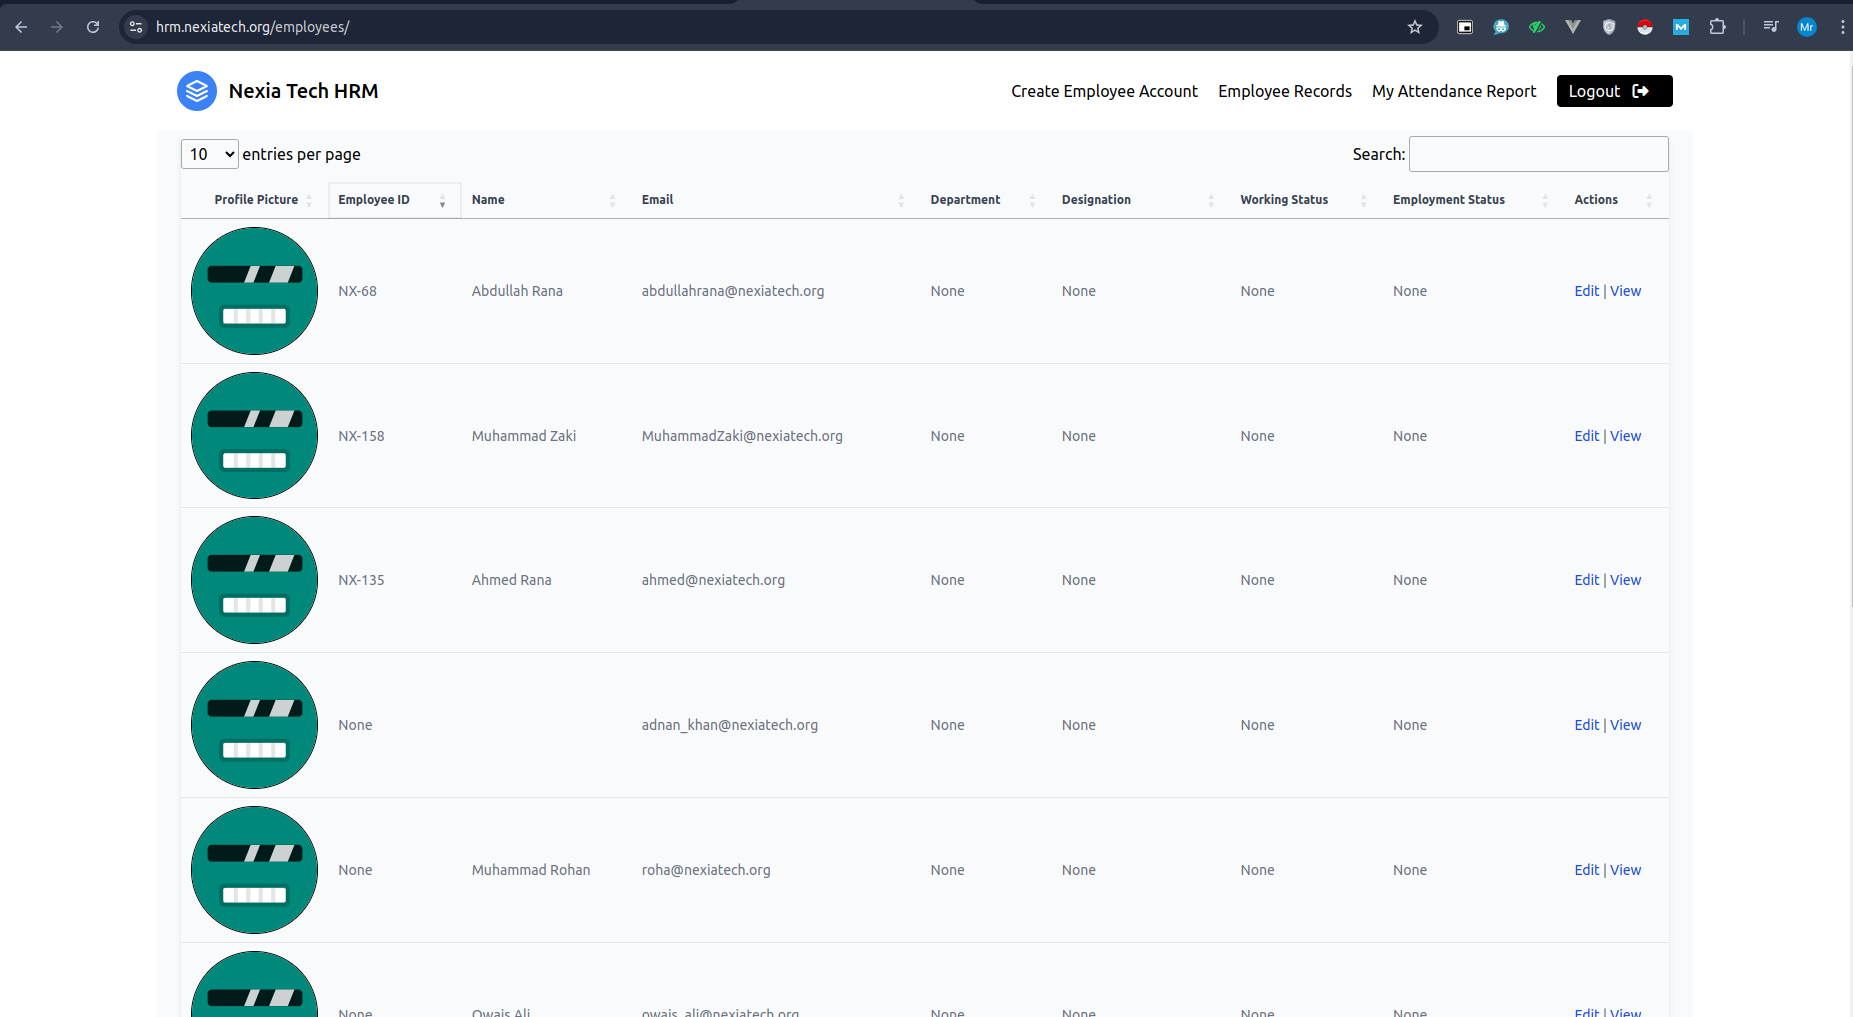 hrm.nexiatech.org/employees/
Mr
Nexia Tech HRM
Create Employee Account Employee Records My Attendance Report Logout
10 entries per page Search:
Profile Picture Employee ID Name Email Department Designation Working Status Employment Status Actions
NX-68 Abdullah Rana abdullahrana@nexiatech.org None None None None Edit | View
NX-158 Muhammad Zaki MuhammadZaki@nexiatech.org None None None None Edit | View
NX-135 Ahmed Rana ahmed@nexiatech.org None None None None Edit | View
None adnan_khan@nexiatech.org None None None None Edit | View
None Muhammad Rohan roha@nexiatech.org None None None None Edit | View
None Owais Ali owais_ali@nexiatech.org None None None None Edit | View